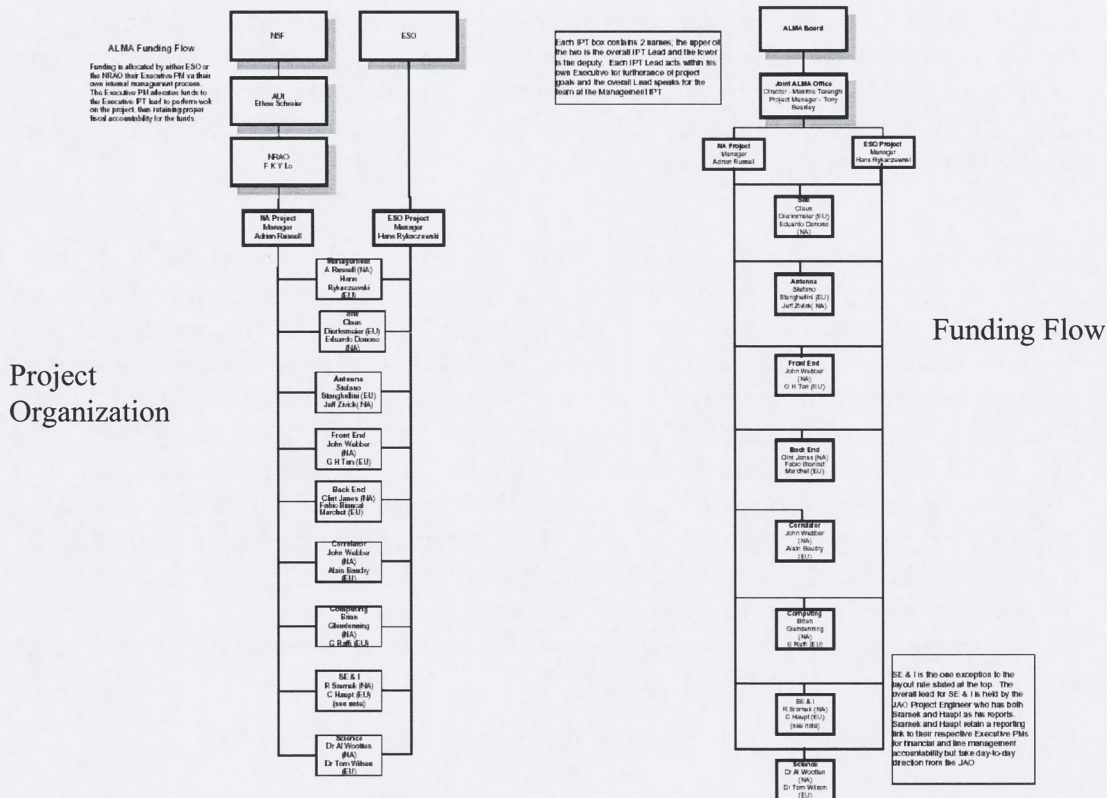 ALMA Funding Flow
Funding is allocated by either ESO or
the NRAO their Executive PM via their
own internal management process.
The Executive PM allocates funds to
the Executive IPT lead to perform work
on the project, thus retaining proper
fiscal accountability for the funds.
NSF
ESO
AUI
Ethan Schreier
NRAO
F K Y Lo
NA Project
Manager
Adrian Russell
ESO Project
Manager
Hans Rykaczewski
Management
A Russell (NA)
Hans
Rykaczewski
(EU)
Site
Claus
Dierksmeier (EU)
Eduardo Donoso
(NA)
Antenna
Stefano
Stanghellini (EU)
Jeff Zivick (NA)
Front End
John Webber
(NA)
G H Tan (EU)
Back End
Clint Janes (NA)
Fabio Biancat
Marchet (EU)
Correlator
John Webber
(NA)
Alain Baudry
(EU)
Computing
Brian
Glendenning
(NA)
G Raffi (EU)
SE & I
R Sramek (NA)
C Haupt (EU)
(see note)
Science
Dr Al Wootten
(NA)
Dr Tom Wilson
(EU)
Project
Organization
Each IPT box contains 2 names; the upper of
the two is the overall IPT Lead and the lower
is the deputy. Each IPT Lead acts within his
own Executive for furtherance of project
goals and the overall Lead speaks for the
team at the Management IPT
ALMA Board
Joint ALMA Office
Director - Massimo Tarenghi
Project Manager - Tony
Beasley
NA Project
Manager
Adrian Russell
ESO Project
Manager
Hans Rykaczewski
Site
Claus
Dierksmeier (EU)
Eduardo Donoso
(NA)
Antenna
Stefano
Stanghellini (EU)
Jeff Zivick (NA)
Front End
John Webber
(NA)
G H Tan (EU)
Back End
Clint Janes (NA)
Fabio Biancat
Marchet (EU)
Correlator
John Webber
(NA)
Alain Baudry
(EU)
Computing
Brian
Glendenning
(NA)
G Raffi (EU)
SE & I
R Sramek (NA)
C Haupt (EU)
(see note)
Science
Dr Al Wootten
(NA)
Dr Tom Wilson
(EU)
Funding Flow
SE & I is the one exception to the
layout rule stated at the top. The
overall lead for SE & I is held by the
JAO Project Engineer who has both
Sramek and Haupt as his reports.
Sramek and Haupt retain a reporting
link to their respective Executive PMs
for financial and line management
accountability but take day-to-day
direction from the JAO